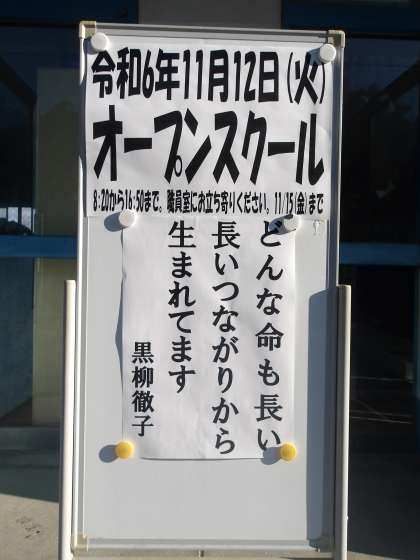 令和6年11月12日(火)
オープンスクール
8:20から16:50まで。職員室にお立ち寄りください。11/15(金)まで
どんな命も長い
長いつながりから
生まれてます
黒柳徹子